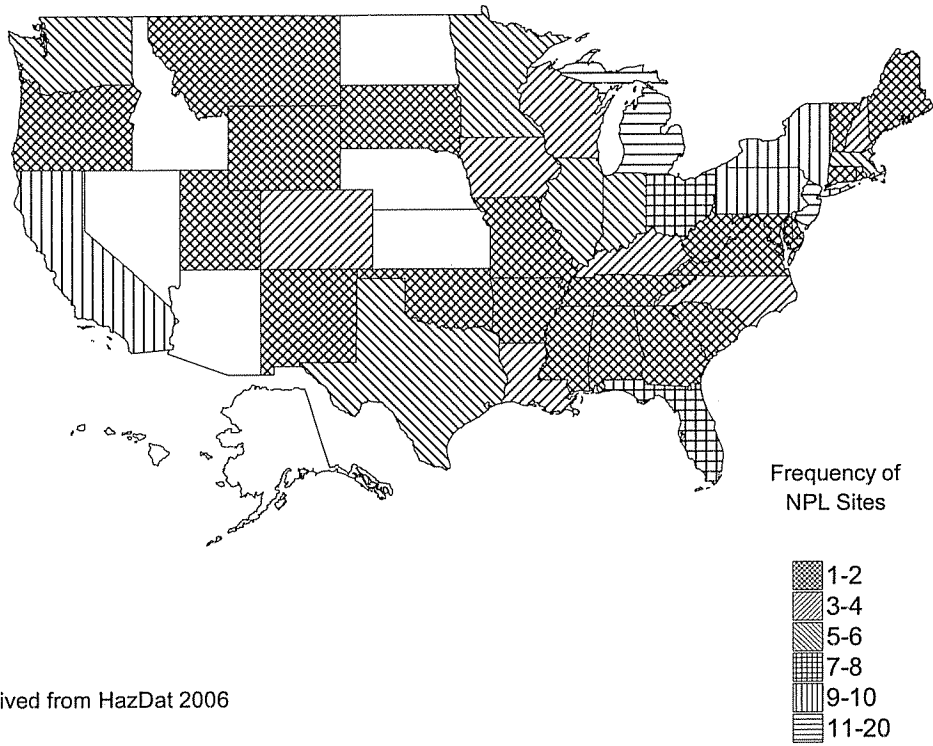 Frequency of
NPL Sites
1-2
3-4
5-6
7-8
9-10
11-20
ived from HazDat 2006